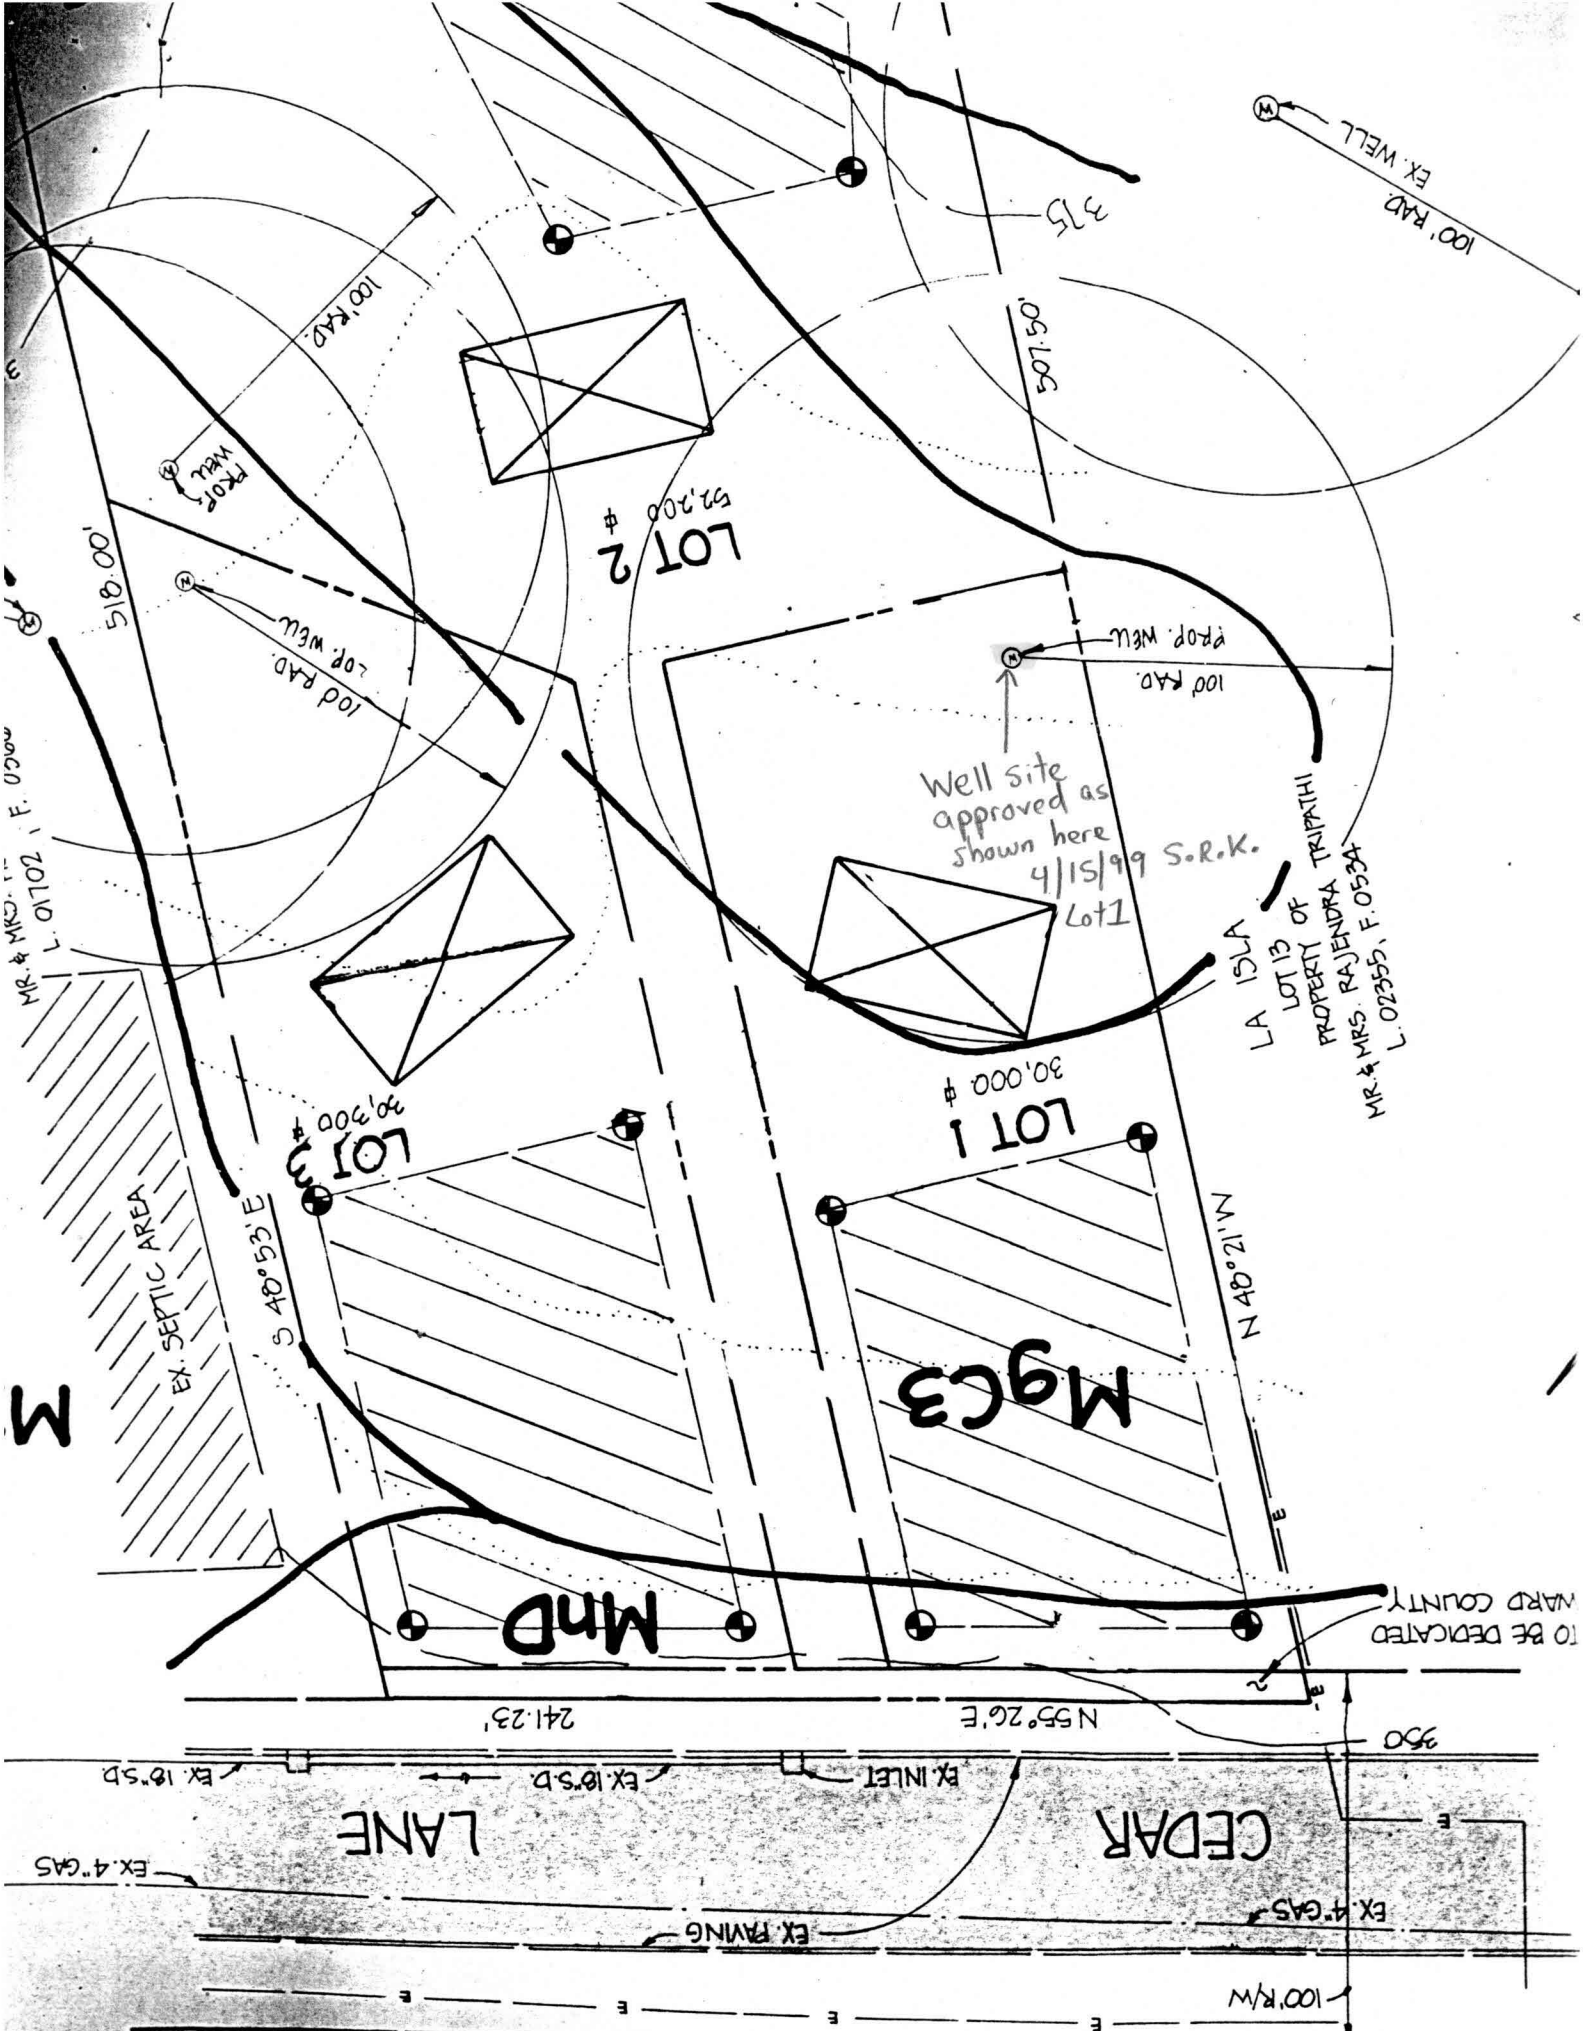 EX. WELL
100' RAD.
375
100' RAD.
507.50'
PROP.
WELL
52,200 ⌀
LOT 2
518.00'
PROP. WELL
100' RAD.
100' RAD.
Well site
approved as
shown here
4/15/99 S.R.K.
Lot 1
L. 01702, F.
LA ISLA
LOT 13
PROPERTY OF
MR. & MRS. RAJENDRA TRIPATHI
L. 02355, F. 0534
30,000 ⌀
LOT 1
30,300 ⌀
LOT 3
EX. SEPTIC AREA
S 48°53'E
N 48°21'W
M
MgC3
MnD
TO BE DEDICATED
WARD COUNTY
241.23'
N55°26'E
350
EX. 18"S.D.
EX. 18"S.D.
EX. INLET
CEDAR LANE
EX. 4"GAS
EX. 4"GAS
EX. PAVING
E
E
E
E
E
E
E
100'R/W